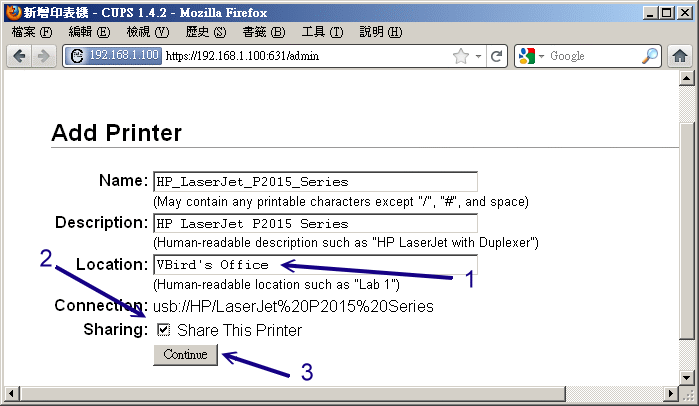 新增印表機 - CUPS 1.4.2 - Mozilla Firefox
檔案 (F) 編輯 (E) 檢視 (V) 歷史 (S) 書籤 (B) 工具 (T) 說明 (H)
192.168.1.100 https://192.168.1.100:631/admin Google
Add Printer
Name: HP_LaserJet_P2015_Series
(May contain any printable characters except "/", "#", and space)
Description: HP LaserJet P2015 Series
(Human-readable description such as "HP LaserJet with Duplexer")
2
Location: VBird's Office
1
(Human-readable location such as "Lab 1")
Connection: usb://HP/LaserJet%20P2015%20Series
Sharing: Share This Printer
Continue
3